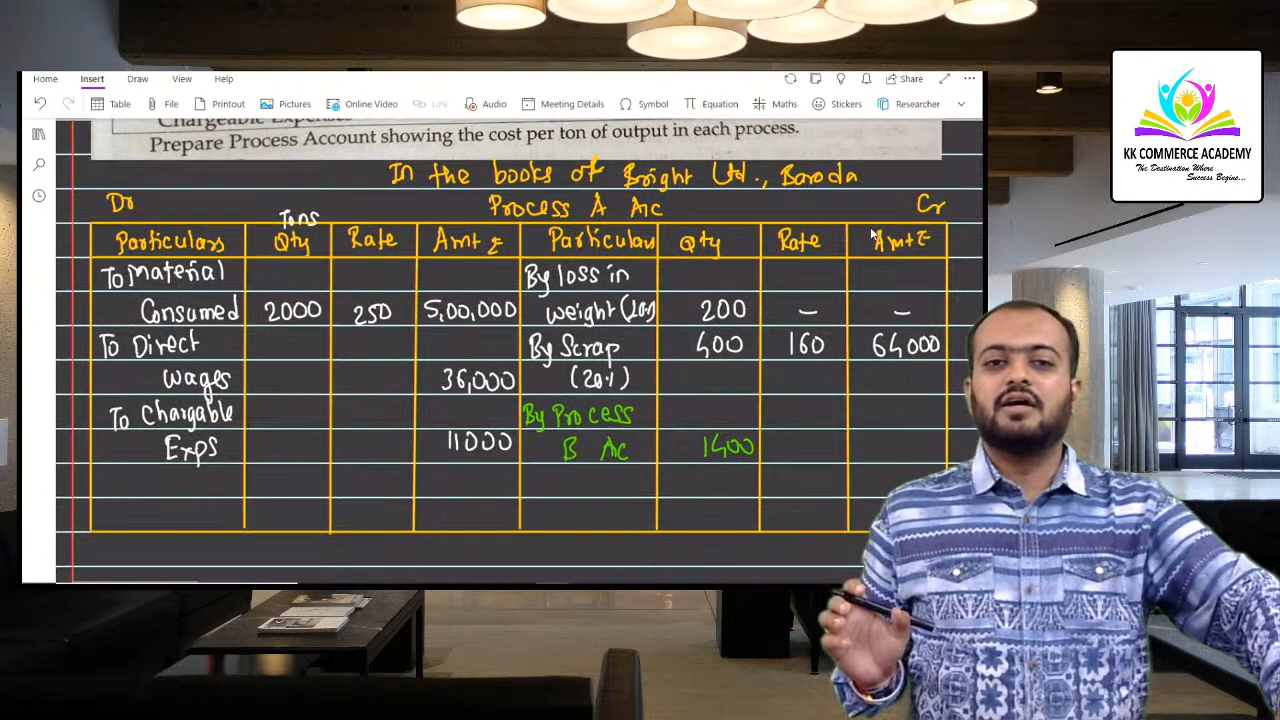 Home Insert Draw View Help Share
Table File Printout Pictures Online Video Link Audio Meeting Details Symbol Equation Maths Stickers Researcher
KK COMMERCE ACADEMY
The Destination Where
Success Begins...
Chargeable Expenses
Prepare Process Account showing the cost per ton of output in each process.
In the books of Bright Ltd., Baroda
Dr Process A A/c Cr
Tons
Particulars Qty Rate Amt ₹ Particulars Qty Rate Amt ₹
To Material By loss in
Consumed 2000 250 5,00,000 weight (10%) 200 – –
To Direct By Scrap 400 160 64000
wages 36,000 (20%)
To Chargable By Process
Exps 11000 B A/c 1400